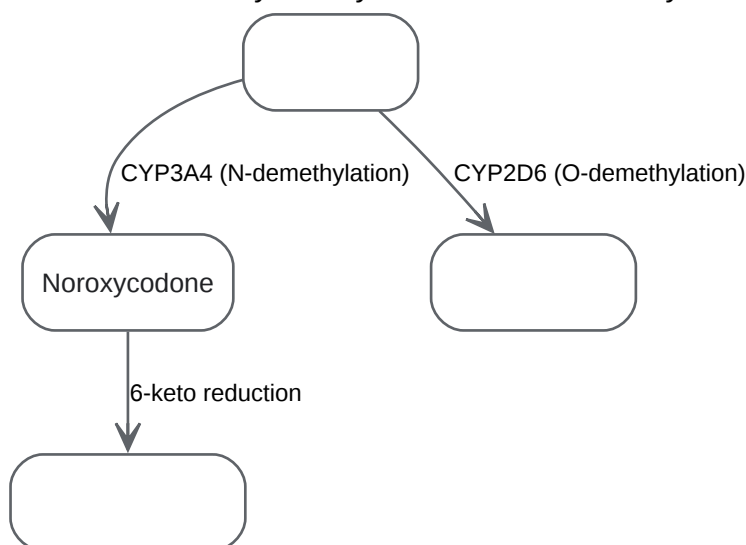 CYP3A4 (N-demethylation)
CYP2D6 (O-demethylation)
Noroxycodone
6-keto reduction